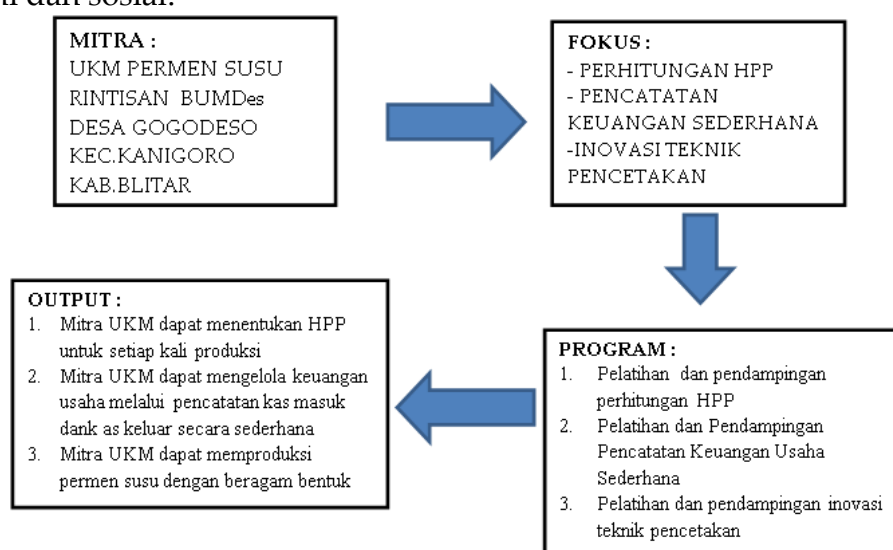 dan sosial.
MITRA :
UKM PERMEN SUSU
RINTISAN BUMDes
DESA GOGODESO
KEC.KANIGORO
KAB.BLITAR
FOKUS :
- PERHITUNGAN HPP
- PENCATATAN
KEUANGAN SEDERHANA
-INOVASI TEKNIK
PENCETAKAN
PROGRAM :
1. Pelatihan dan pendampingan
perhitungan HPP
2. Pelatihan dan Pendampingan
Pencatatan Keuangan Usaha
Sederhana
3. Pelatihan dan pendampingan inovasi
teknik pencetakan
OUTPUT :
1. Mitra UKM dapat menentukan HPP
untuk setiap kali produksi
2. Mitra UKM dapat mengelola keuangan
usaha melalui pencatatan kas masuk
dank as keluar secara sederhana
3. Mitra UKM dapat memproduksi
permen susu dengan beragam bentuk